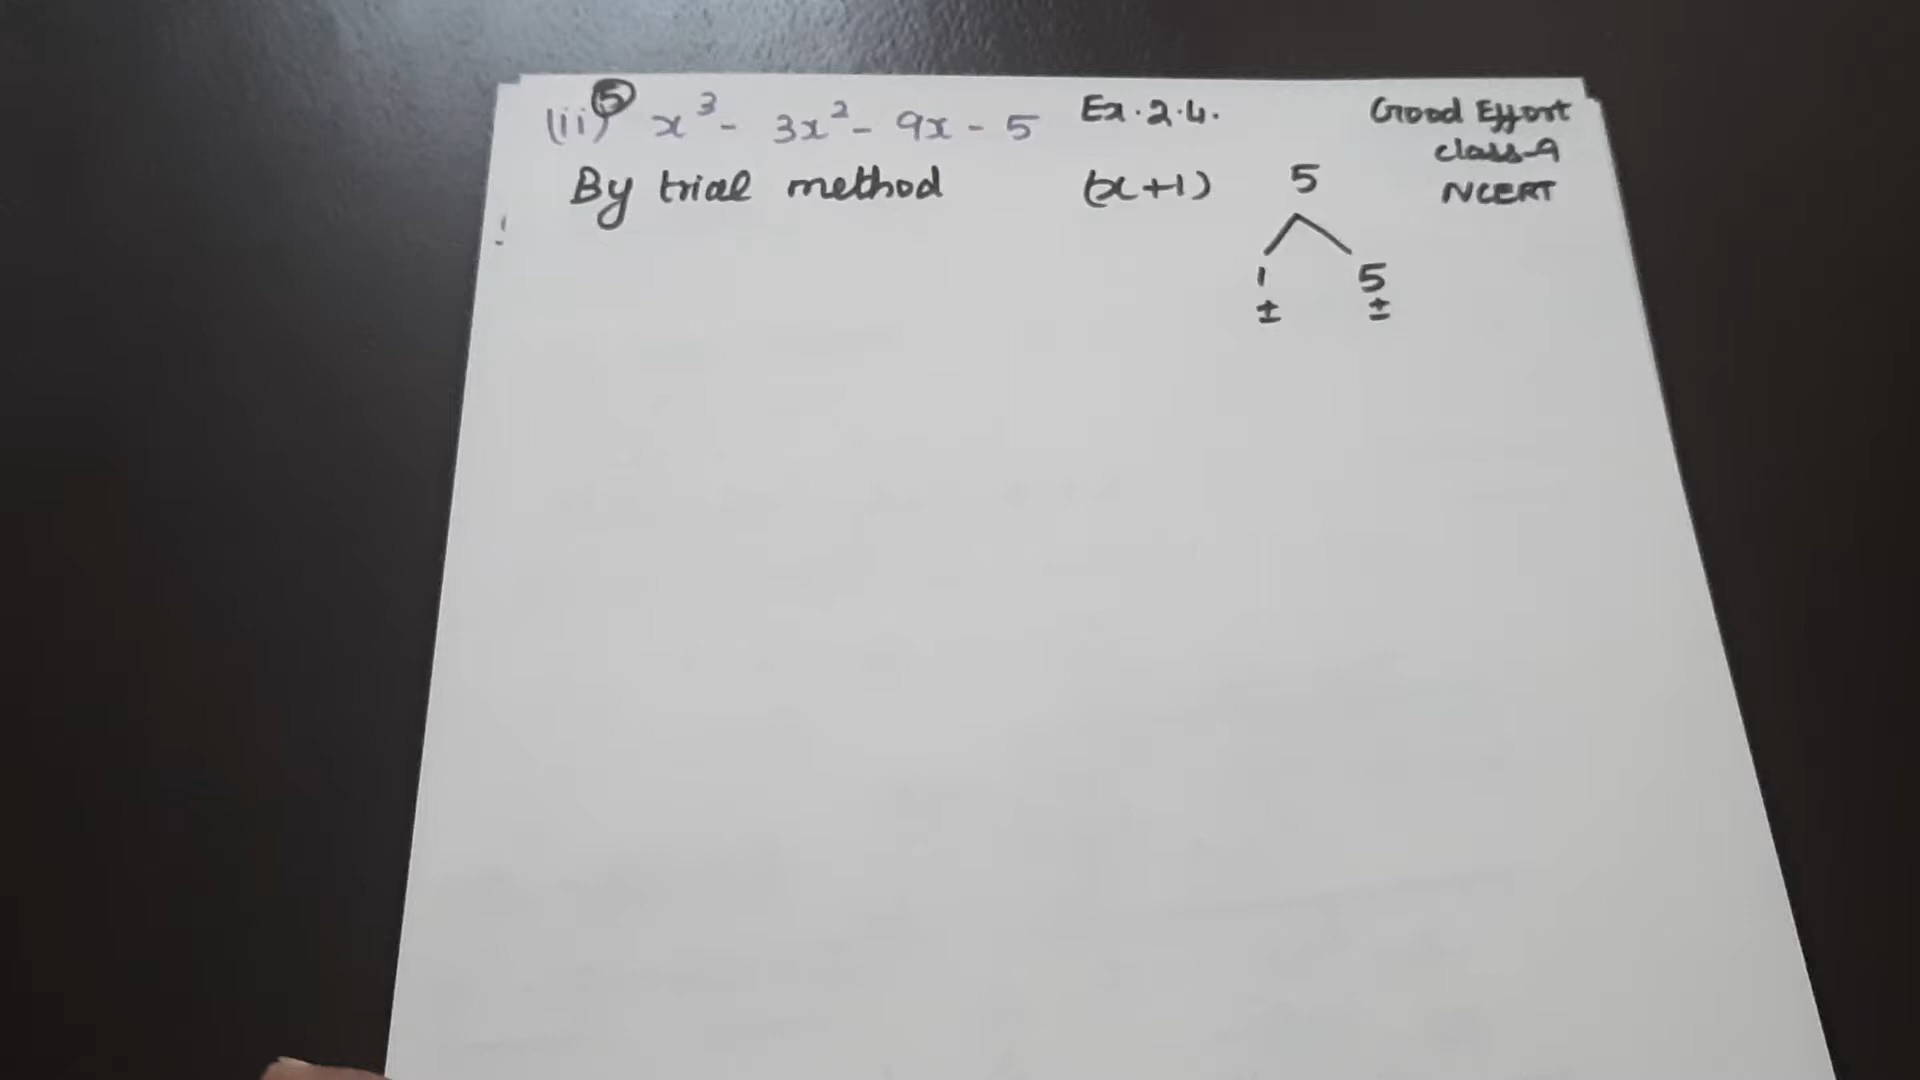 (ii) 5 x³ - 3x² - 9x - 5 Ex.2.4.
Good Effort
class-9
NCERT
By trial method (x+1)
5
1 5
± ±